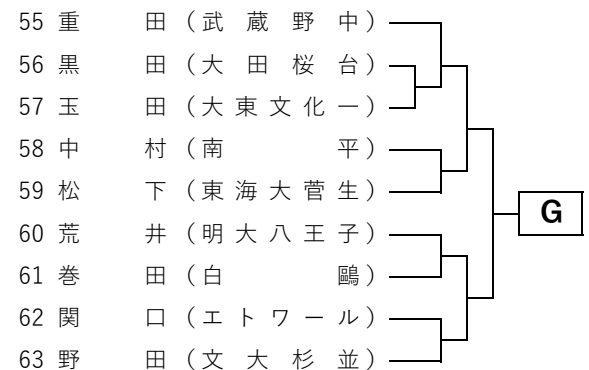 55 重田（武蔵野中）
56 黒田（大田桜台）
57 玉田（大東文化一）
58 中村（南平）
59 松下（東海大菅生）
60 荒井（明大八王子）
61 巻田（白鷗）
62 関口（エトワール）
63 野田（文大杉並）
G